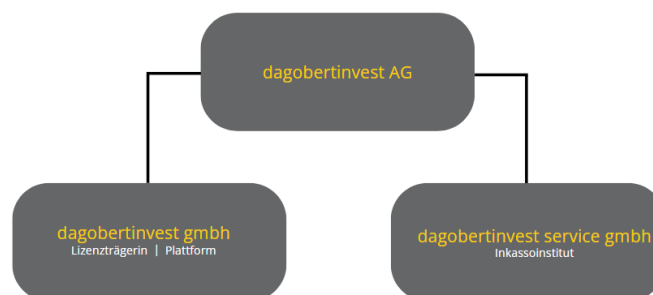 dagobertinvest AG
dagobertinvest gmbh
Lizenzträgerin | Plattform
dagobertinvest service gmbh
Inkassoinstitut